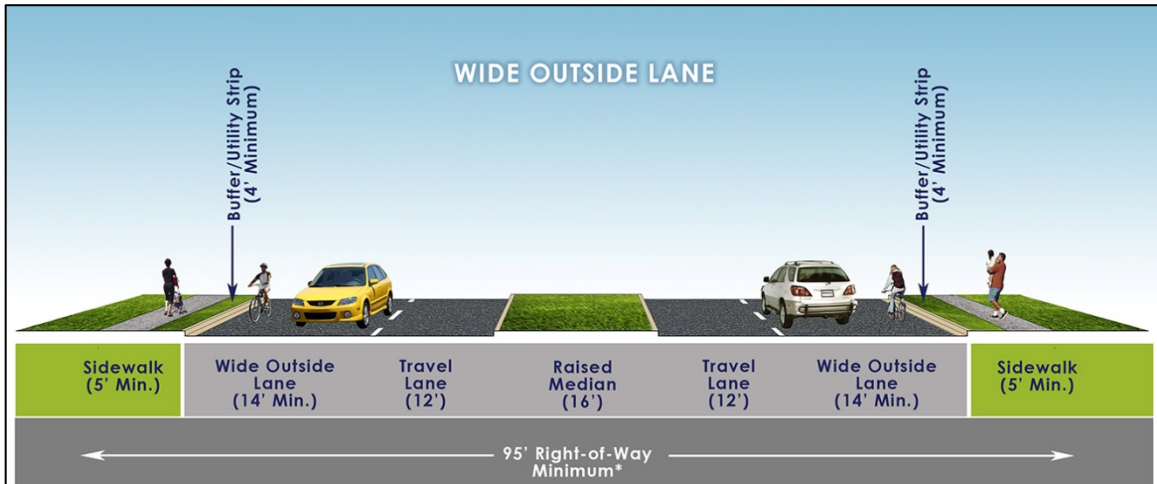 WIDE OUTSIDE LANE
Buffer/Utility Strip
(4' Minimum)
Buffer/Utility Strip
(4' Minimum)
Sidewalk
(5' Min.)
Wide Outside
Lane
(14' Min.)
Travel
Lane
(12')
Raised
Median
(16')
Travel
Lane
(12')
Wide Outside
Lane
(14' Min.)
Sidewalk
(5' Min.)
95' Right-of-Way
Minimum*